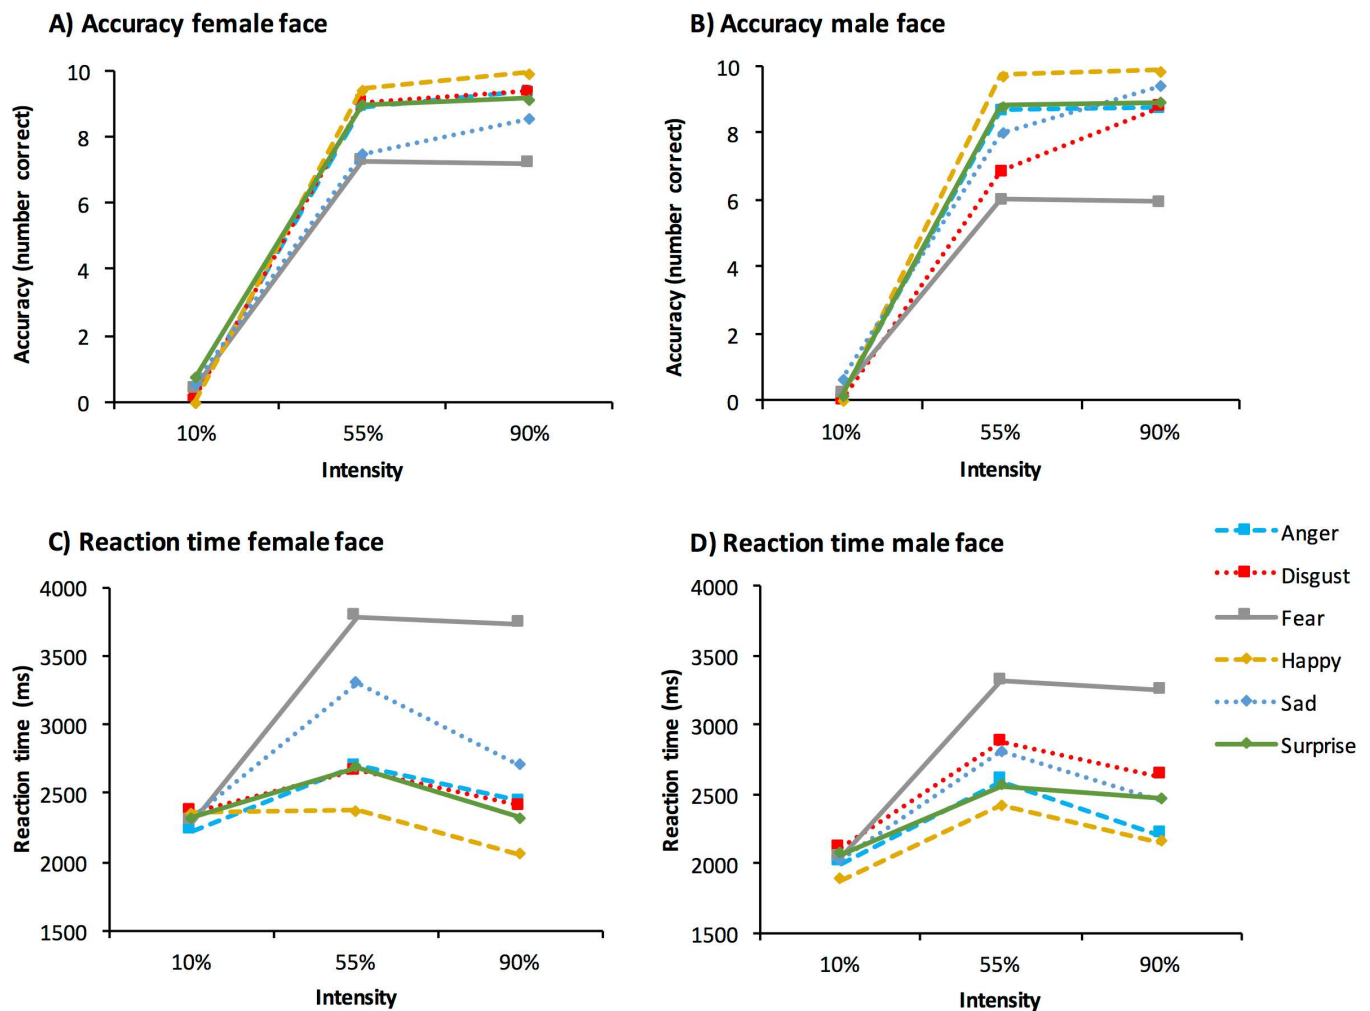 A) Accuracy female face
10
8
6
4
2
0
Accuracy (number correct)
10%
55%
90%
Intensity
B) Accuracy male face
10
8
6
4
2
0
Accuracy (number correct)
10%
55%
90%
Intensity
C) Reaction time female face
4000
3500
3000
2500
2000
1500
Reaction time (ms)
10%
55%
90%
Intensity
D) Reaction time male face
4000
3500
3000
2500
2000
1500
Reaction time (ms)
10%
55%
90%
Intensity
Anger
Disgust
Fear
Happy
Sad
Surprise